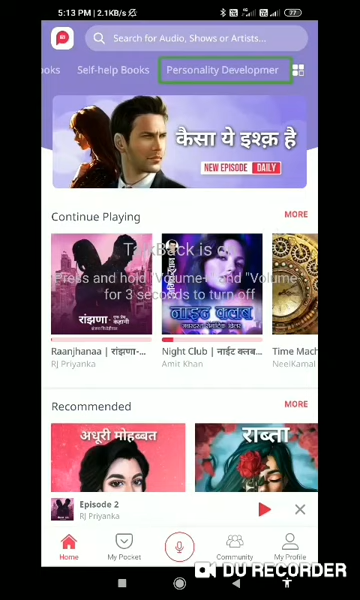 5:13 PM | 2.1KB/s
77
Search for Audio, Shows or Artists...
ooks Self-help Books Personality Developmer
कैसा ये इश्क़ है
NEW EPISODE DAILY
Continue Playing MORE
TalkBack is
Press and hold "Volume-" and "Volume
for 3 seconds to turn off
रांझणा
नाइट क्लब
Raanjhanaa | रांझणा-...
RJ Priyanka
Night Club | नाईट क्लब...
Amit Khan
Time Mach
NeelKamal
Recommended MORE
अधूरी मोहब्बत
राब्ता
Episode 2
RJ Priyanka
Home
My Pocket
Community
My Profile
DU RECORDER